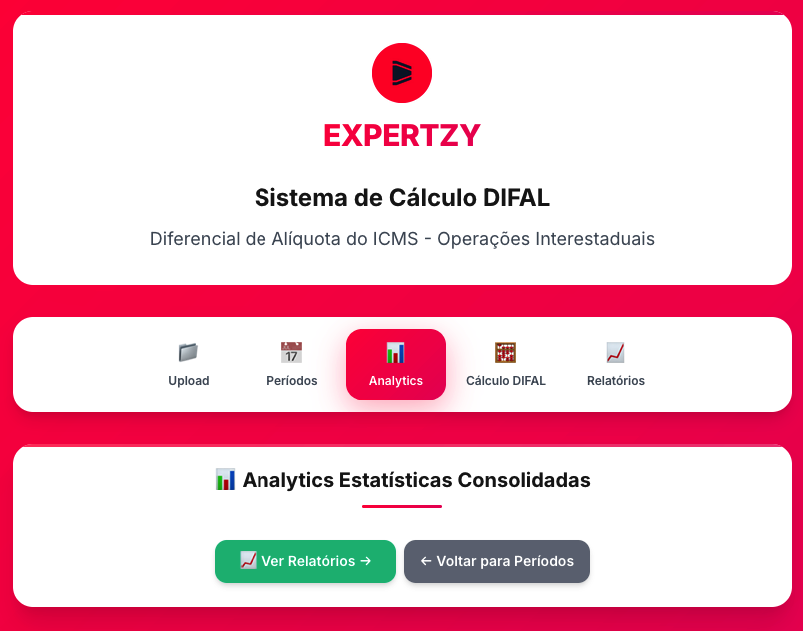 EXPERTZY
Sistema de Cálculo DIFAL
Diferencial de Alíquota do ICMS - Operações Interestaduais
17
Upload
Períodos
Analytics
Cálculo DIFAL
Relatórios
Analytics Estatísticas Consolidadas
Ver Relatórios →
← Voltar para Períodos